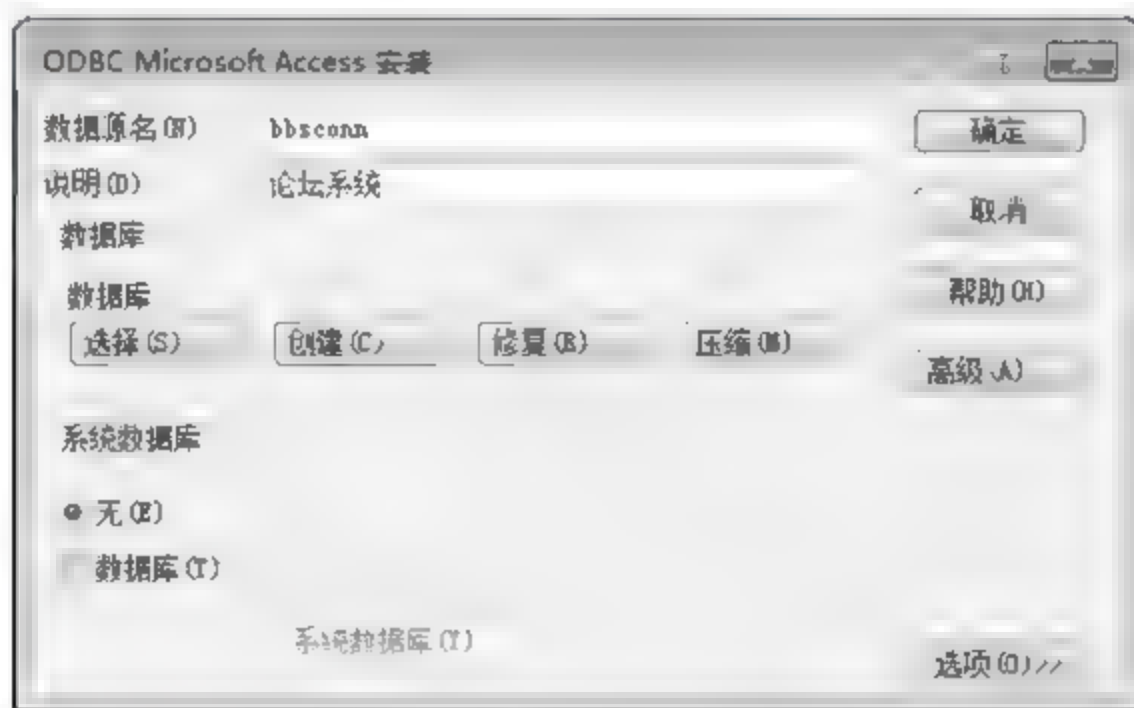 ODBC Microsoft Access 安装
数据原名(N) bbsconn 确定
说明(D) 论坛系统
取消
数据库
数据库 帮助(H)
选择(S) 创建(C) 修复(R) 压缩(M)
高级(A)
系统数据库
无(E)
数据库(T)
系统数据库(Y)
选项(O)>>